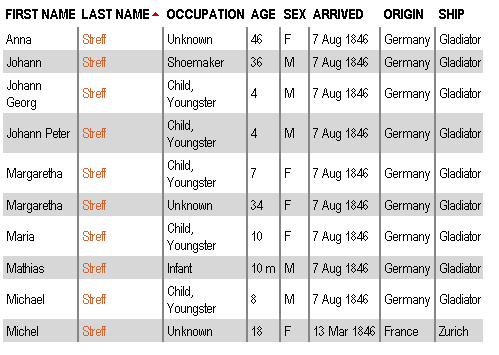 FIRST NAME LAST NAME OCCUPATION AGE SEX ARRIVED ORIGIN SHIP
Anna Streff Unknown 46 F 7 Aug 1846 Germany Gladiator
Johann Streff Shoemaker 36 M 7 Aug 1846 Germany Gladiator
Johann Georg Streff Child, Youngster 4 M 7 Aug 1846 Germany Gladiator
Johann Peter Streff Child, Youngster 4 M 7 Aug 1846 Germany Gladiator
Margaretha Streff Child, Youngster 7 F 7 Aug 1846 Germany Gladiator
Margaretha Streff Unknown 34 F 7 Aug 1846 Germany Gladiator
Maria Streff Child, Youngster 10 F 7 Aug 1846 Germany Gladiator
Mathias Streff Infant 10 m M 7 Aug 1846 Germany Gladiator
Michael Streff Child, Youngster 8 M 7 Aug 1846 Germany Gladiator
Michel Streff Unknown 18 F 13 Mar 1846 France Zurich